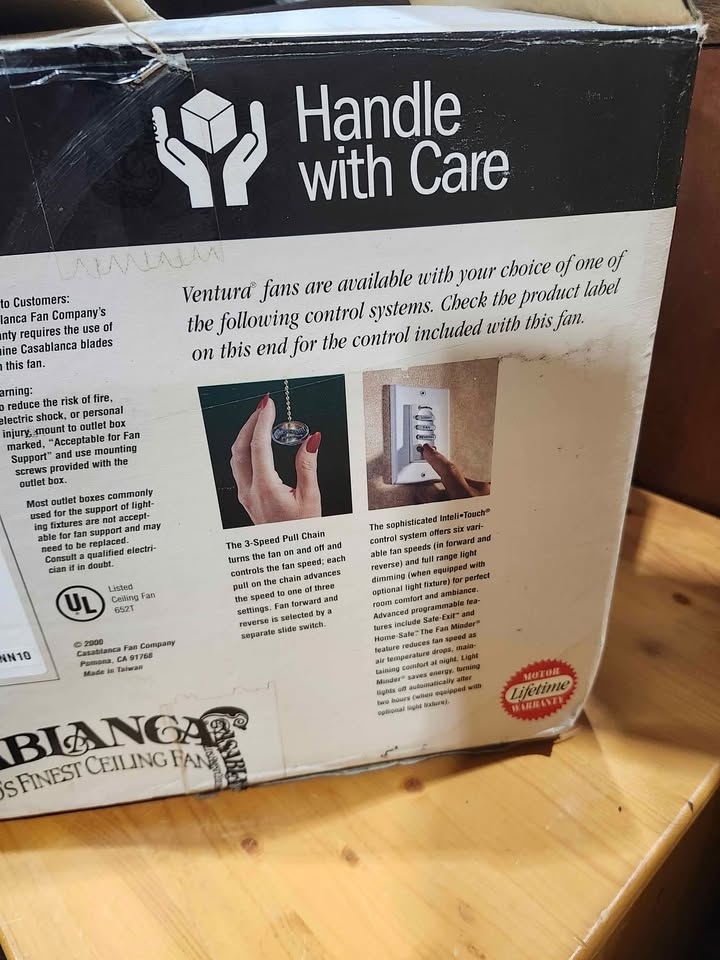 Handle
with Care
Ventura® fans are available with your choice of one of
the following control systems. Check the product label
on this end for the control included with this fan.
to Customers:
lanca Fan Company's
nty requires the use of
ine Casablanca blades
n this fan.
arning:
o reduce the risk of fire,
electric shock, or personal
injury, mount to outlet box
marked, "Acceptable for Fan
Support" and use mounting
screws provided with the
outlet box.
Most outlet boxes commonly
used for the support of light-
ing fixtures are not accept-
able for fan support and may
need to be replaced.
Consult a qualified electri-
cian if in doubt.
UL
Listed
Ceiling Fan
652T
© 2000
Casablanca Fan Company
Pomona, CA 91768
Made in Taiwan
NN10
The 3-Speed Pull Chain
turns the fan on and off and
controls the fan speed; each
pull on the chain advances
the speed to one of three
settings. Fan forward and
reverse is selected by a
separate slide switch.
The sophisticated Inteli•Touch®
control system offers six vari-
able fan speeds (in forward and
reverse) and full range light
dimming (when equipped with
optional light fixture) for perfect
room comfort and ambiance.
Advanced programmable fea-
tures include Safe-Exit™ and
Home-Safe.™ The Fan Minder®
feature reduces fan speed as
air temperature drops, main-
taining comfort at night. Light
Minder® saves energy, turning
lights off automatically after
two hours (when equipped with
optional light fixture).
MOTOR
Lifetime
WARRANTY
ABLANCA
'S FINEST CEILING FAN
CASABL